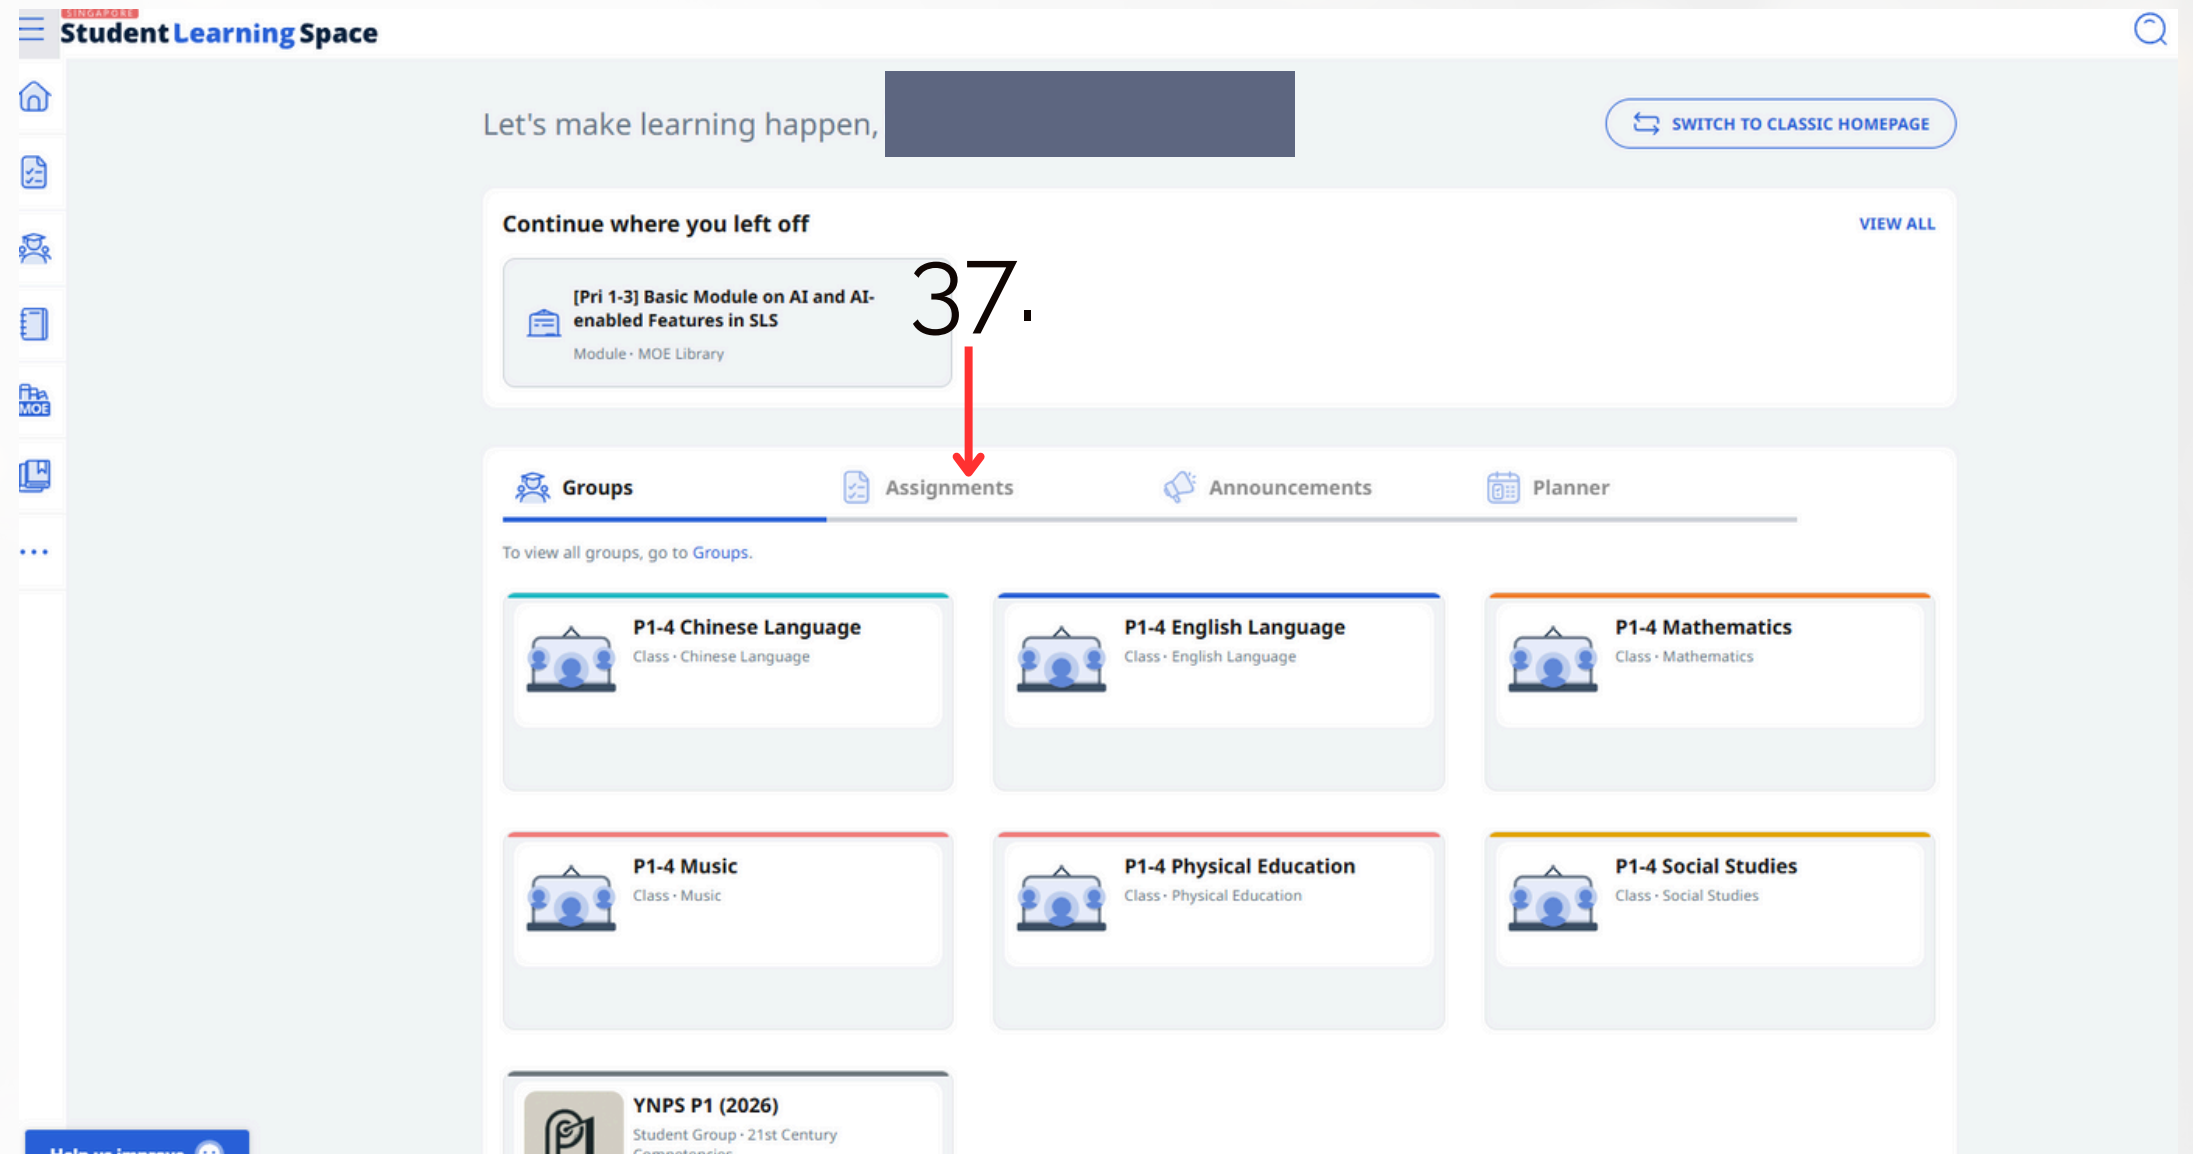 SINGAPORE
Student Learning Space
Let's make learning happen,
SWITCH TO CLASSIC HOMEPAGE
Continue where you left off
VIEW ALL
37.
[Pri 1-3] Basic Module on AI and AI-
enabled Features in SLS
Module · MOE Library
MOE
Groups
Assignments
Announcements
Planner
To view all groups, go to Groups.
P1-4 Chinese Language
Class · Chinese Language
P1-4 English Language
Class · English Language
P1-4 Mathematics
Class · Mathematics
P1-4 Music
Class · Music
P1-4 Physical Education
Class · Physical Education
P1-4 Social Studies
Class · Social Studies
YNPS P1 (2026)
Student Group · 21st Century
Competencies
Help us improve